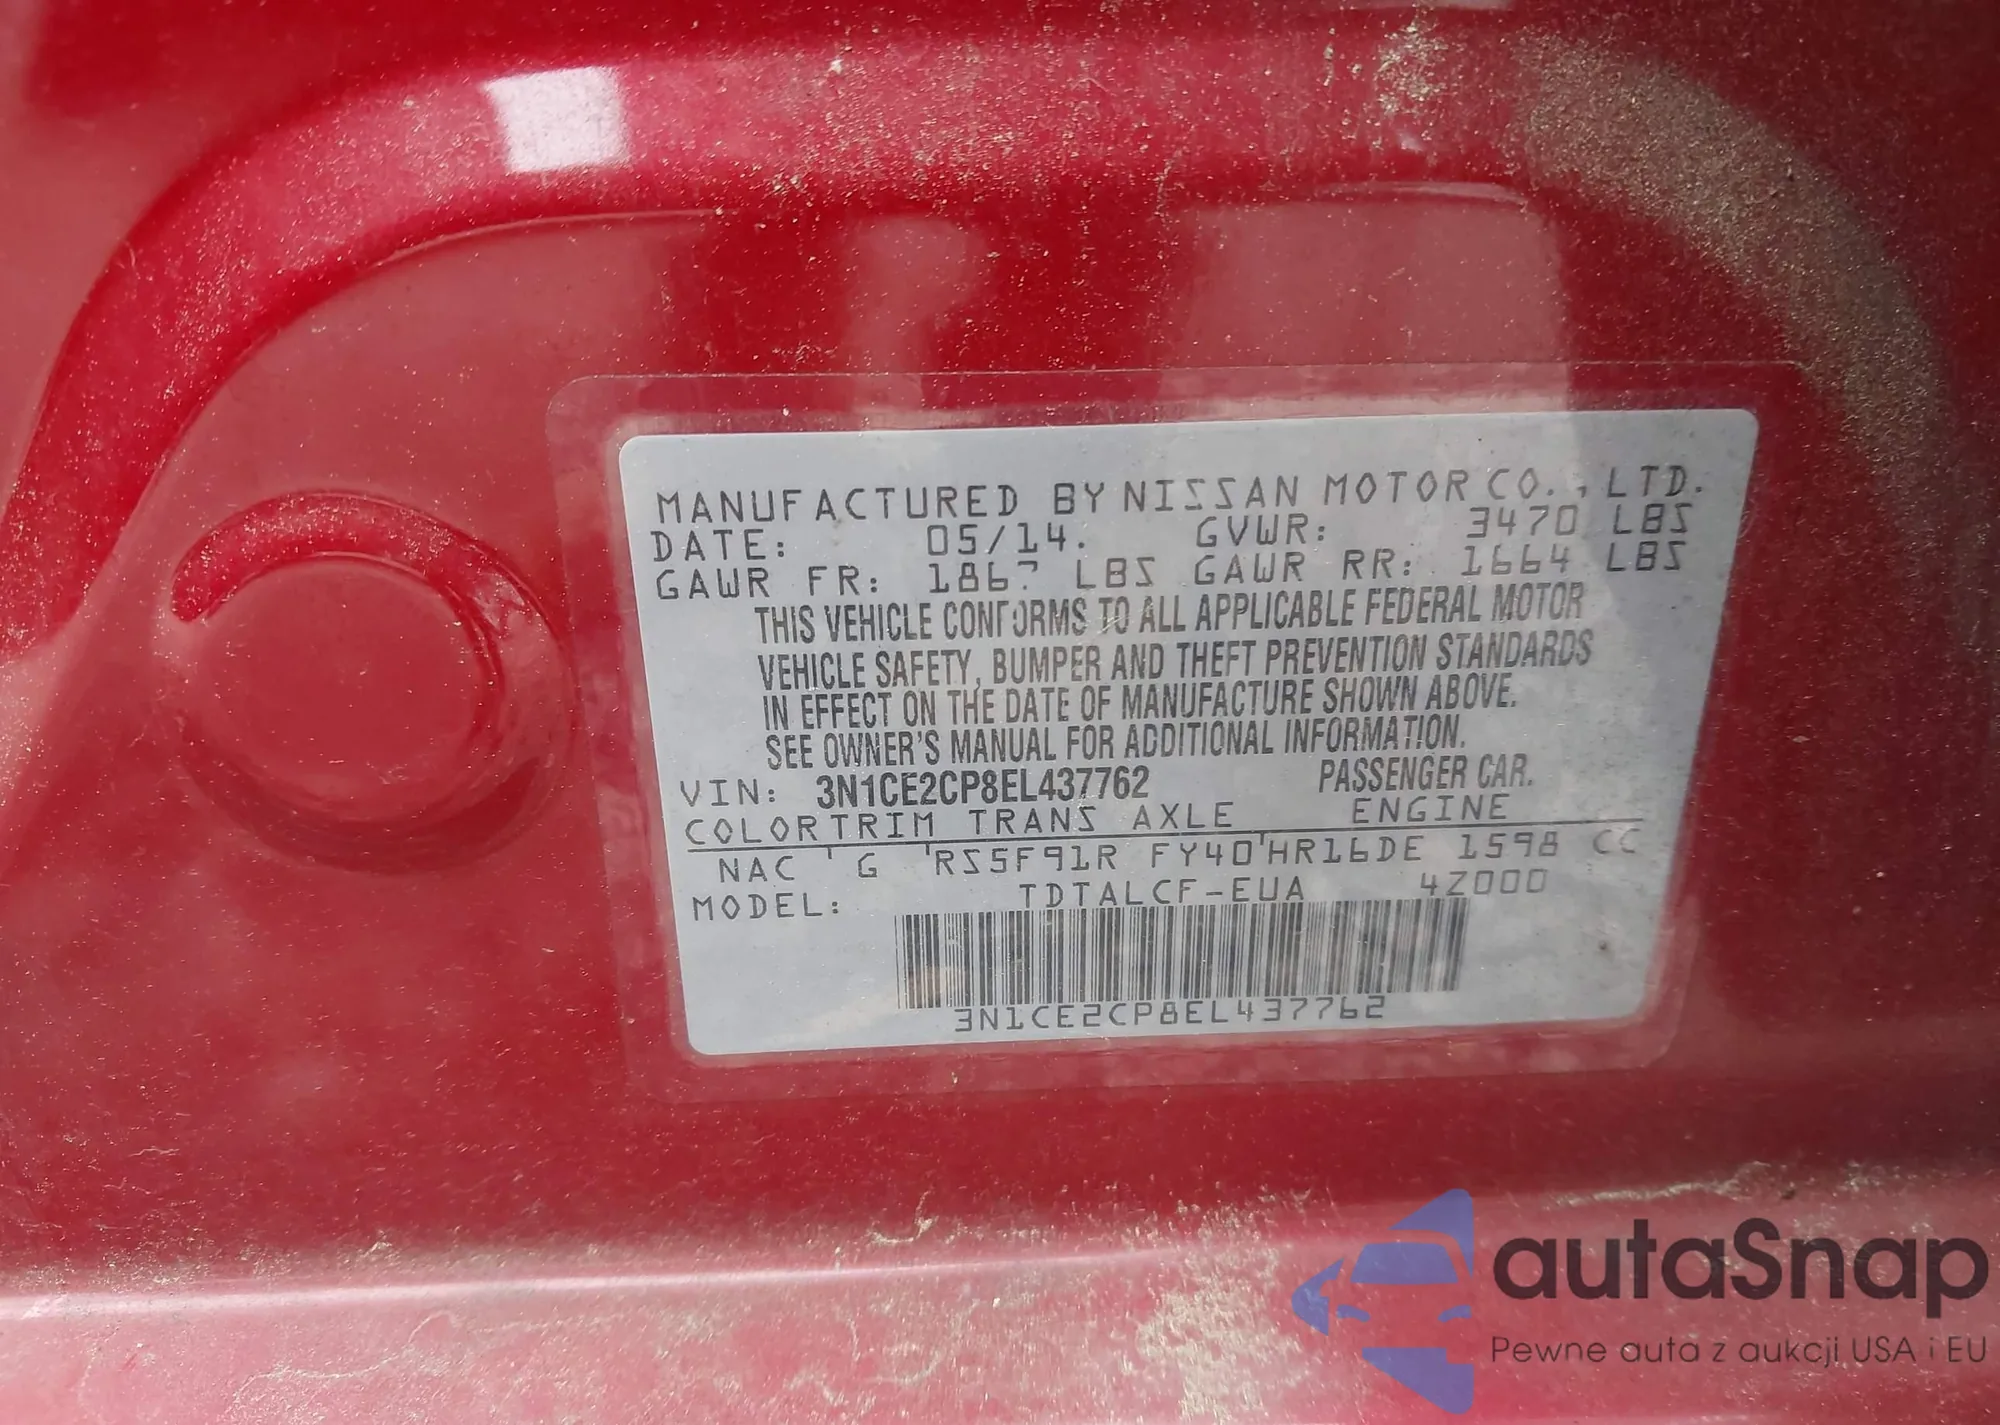 MANUFACTURED BY NISSAN MOTOR CO., LTD.
DATE: 05/14. GVWR: 3470 LBS
GAWR FR: 1867 LBS GAWR RR: 1664 LBS
THIS VEHICLE CONFORMS TO ALL APPLICABLE FEDERAL MOTOR
VEHICLE SAFETY, BUMPER AND THEFT PREVENTION STANDARDS
IN EFFECT ON THE DATE OF MANUFACTURE SHOWN ABOVE.
SEE OWNER'S MANUAL FOR ADDITIONAL INFORMATION.
VIN: 3N1CE2CP8EL437762 PASSENGER CAR.
COLOR TRIM TRANS AXLE ENGINE
NAC ' G ' RS5F91R FY40 ' HR16DE 1598 CC
MODEL: TDTALCF-EUA 4Z000
3N1CE2CP8EL437762
autaSnap
Pewne auta z aukcji USA i EU